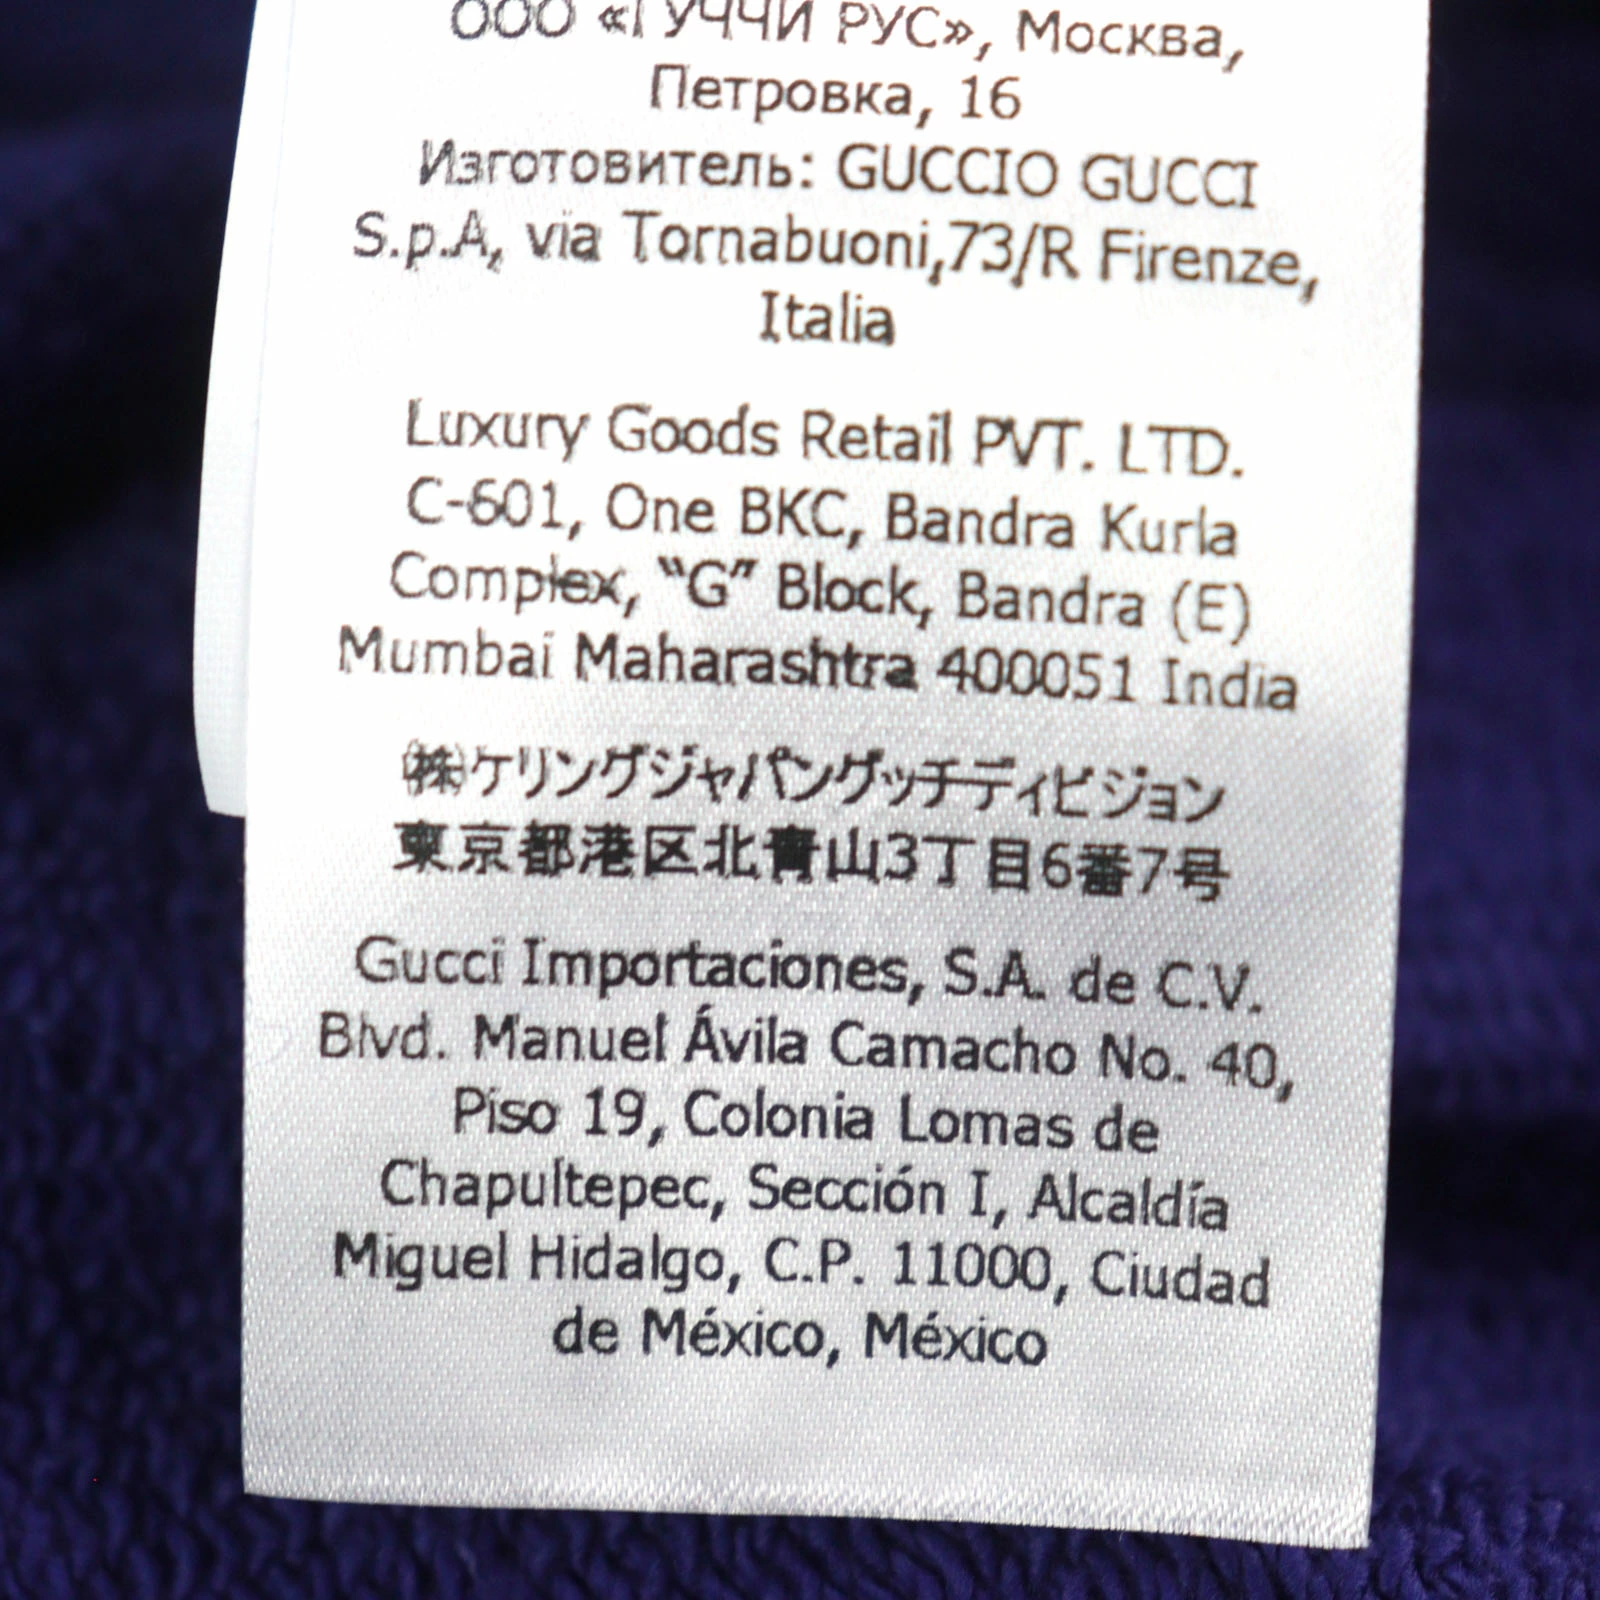 ООО «ГУЧЧИ РУС», Москва,
Петровка, 16
Изготовитель: GUCCIO GUCCI
S.p.A, via Tornabuoni,73/R Firenze,
Italia
Luxury Goods Retail PVT. LTD.
C-601, One BKC, Bandra Kurla
Complex, “G” Block, Bandra (E)
Mumbai Maharashtra 400051 India
㈱ケリングジャパングッチディビジョン
東京都港区北青山3丁目6番7号
Gucci Importaciones, S.A. de C.V.
Blvd. Manuel Ávila Camacho No. 40,
Piso 19, Colonia Lomas de
Chapultepec, Sección I, Alcaldía
Miguel Hidalgo, C.P. 11000, Ciudad
de México, México